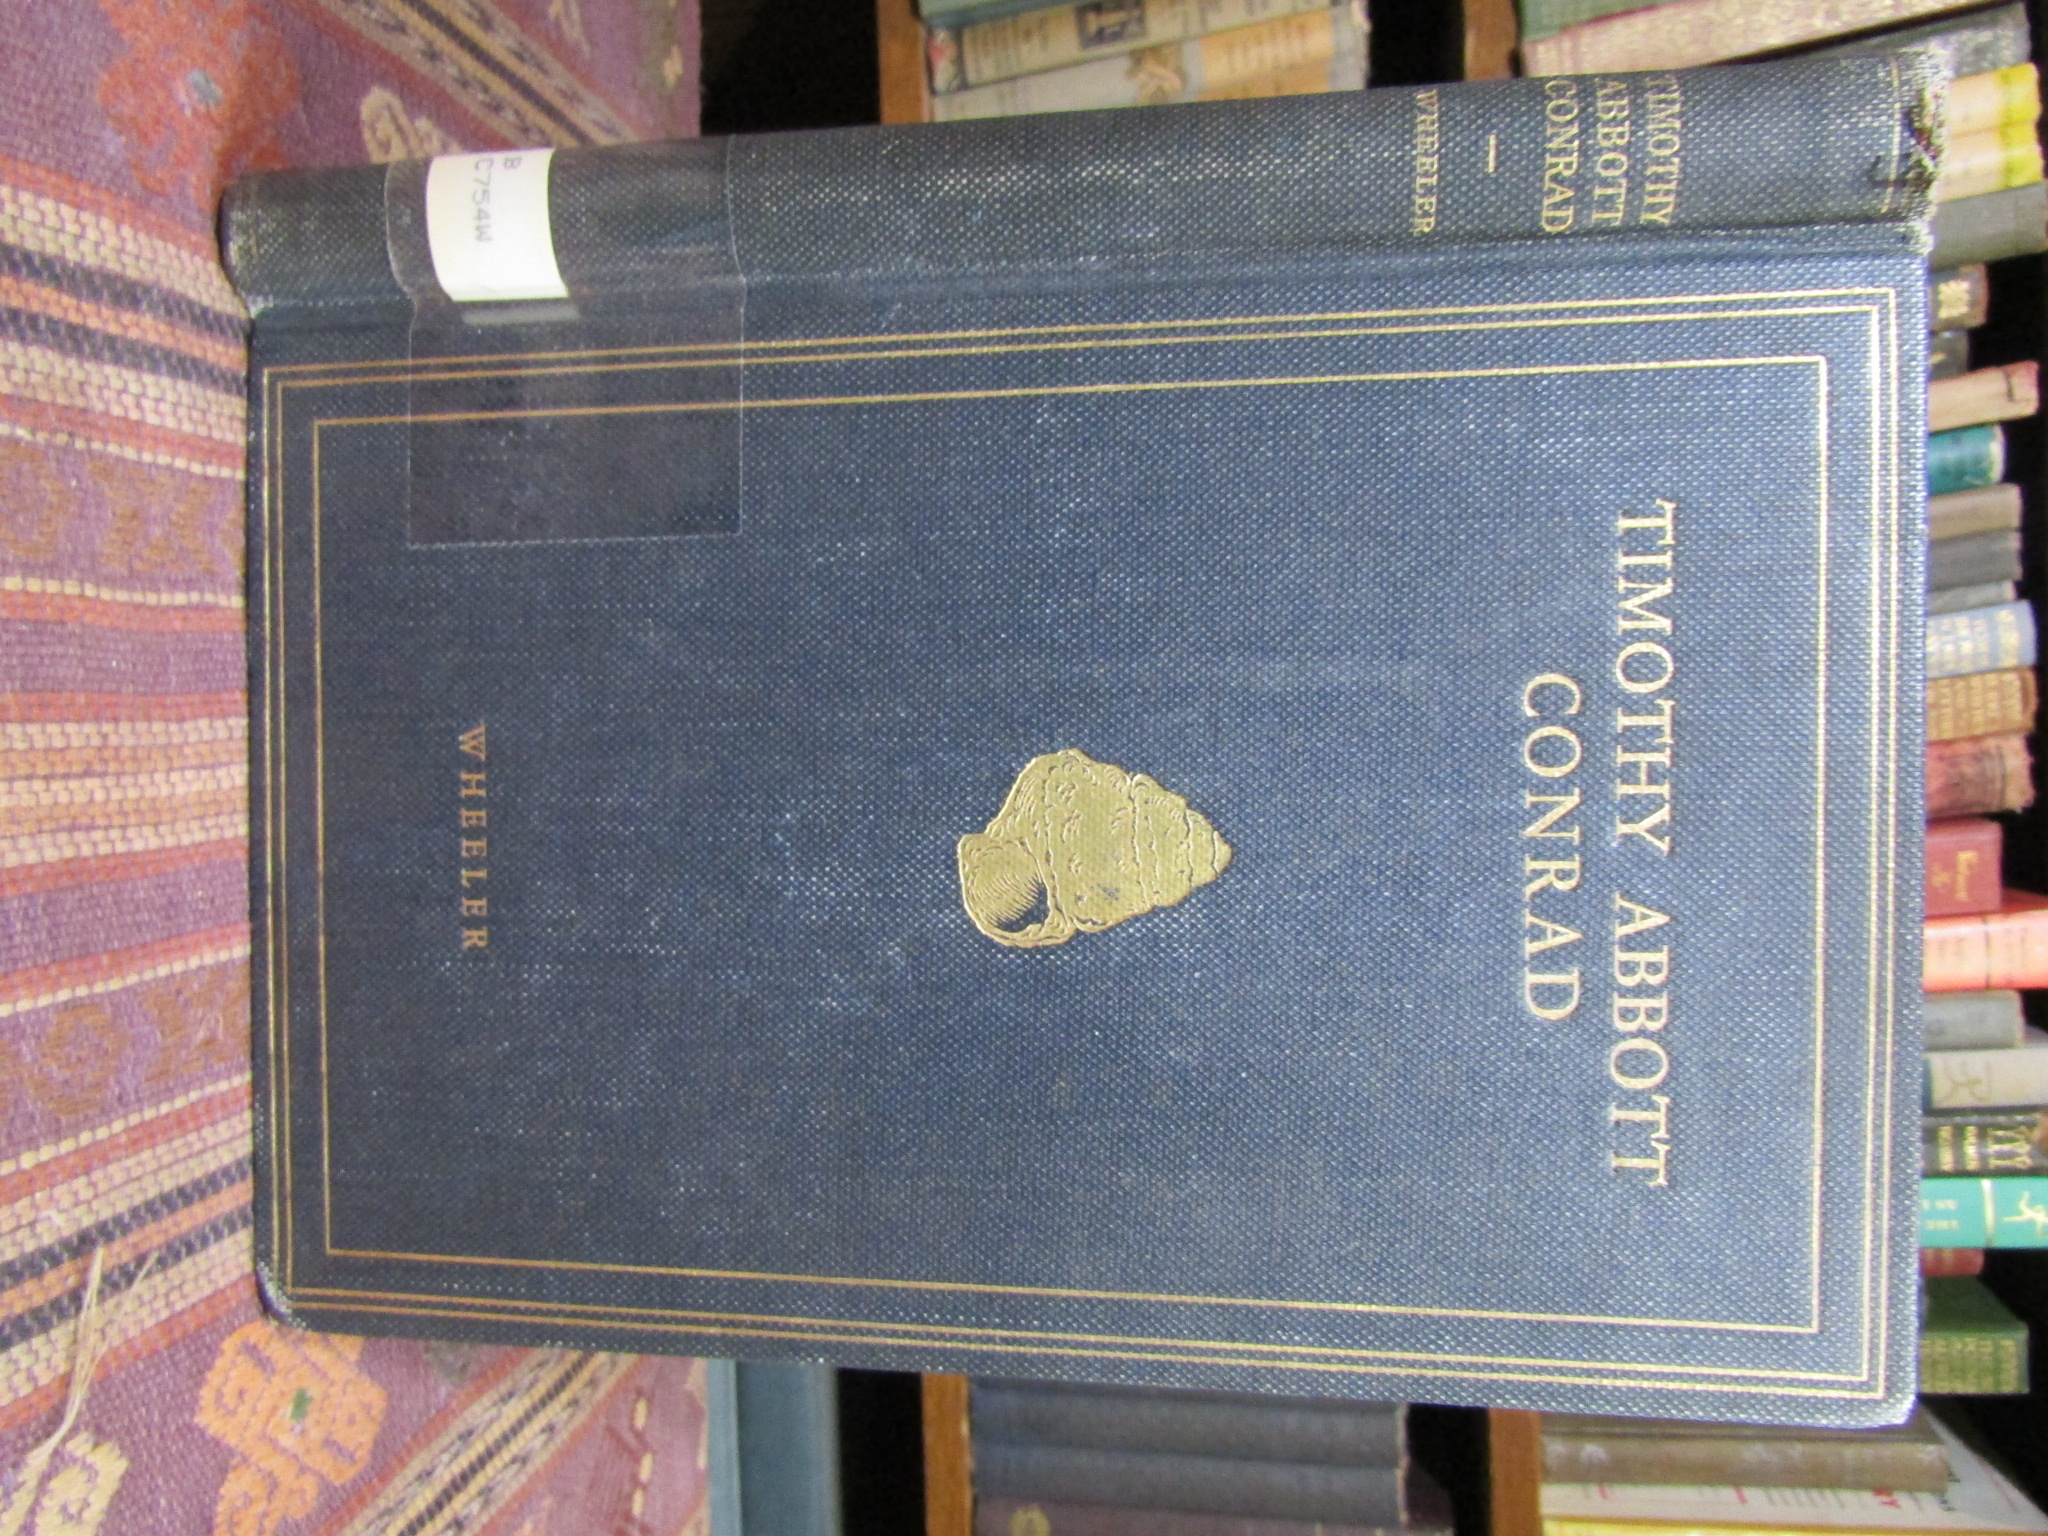 TIMOTHY ABBOTT
CONRAD
WHEELER
TIMOTHY
ABBOTT
CONRAD
WHEELER
B
C754W